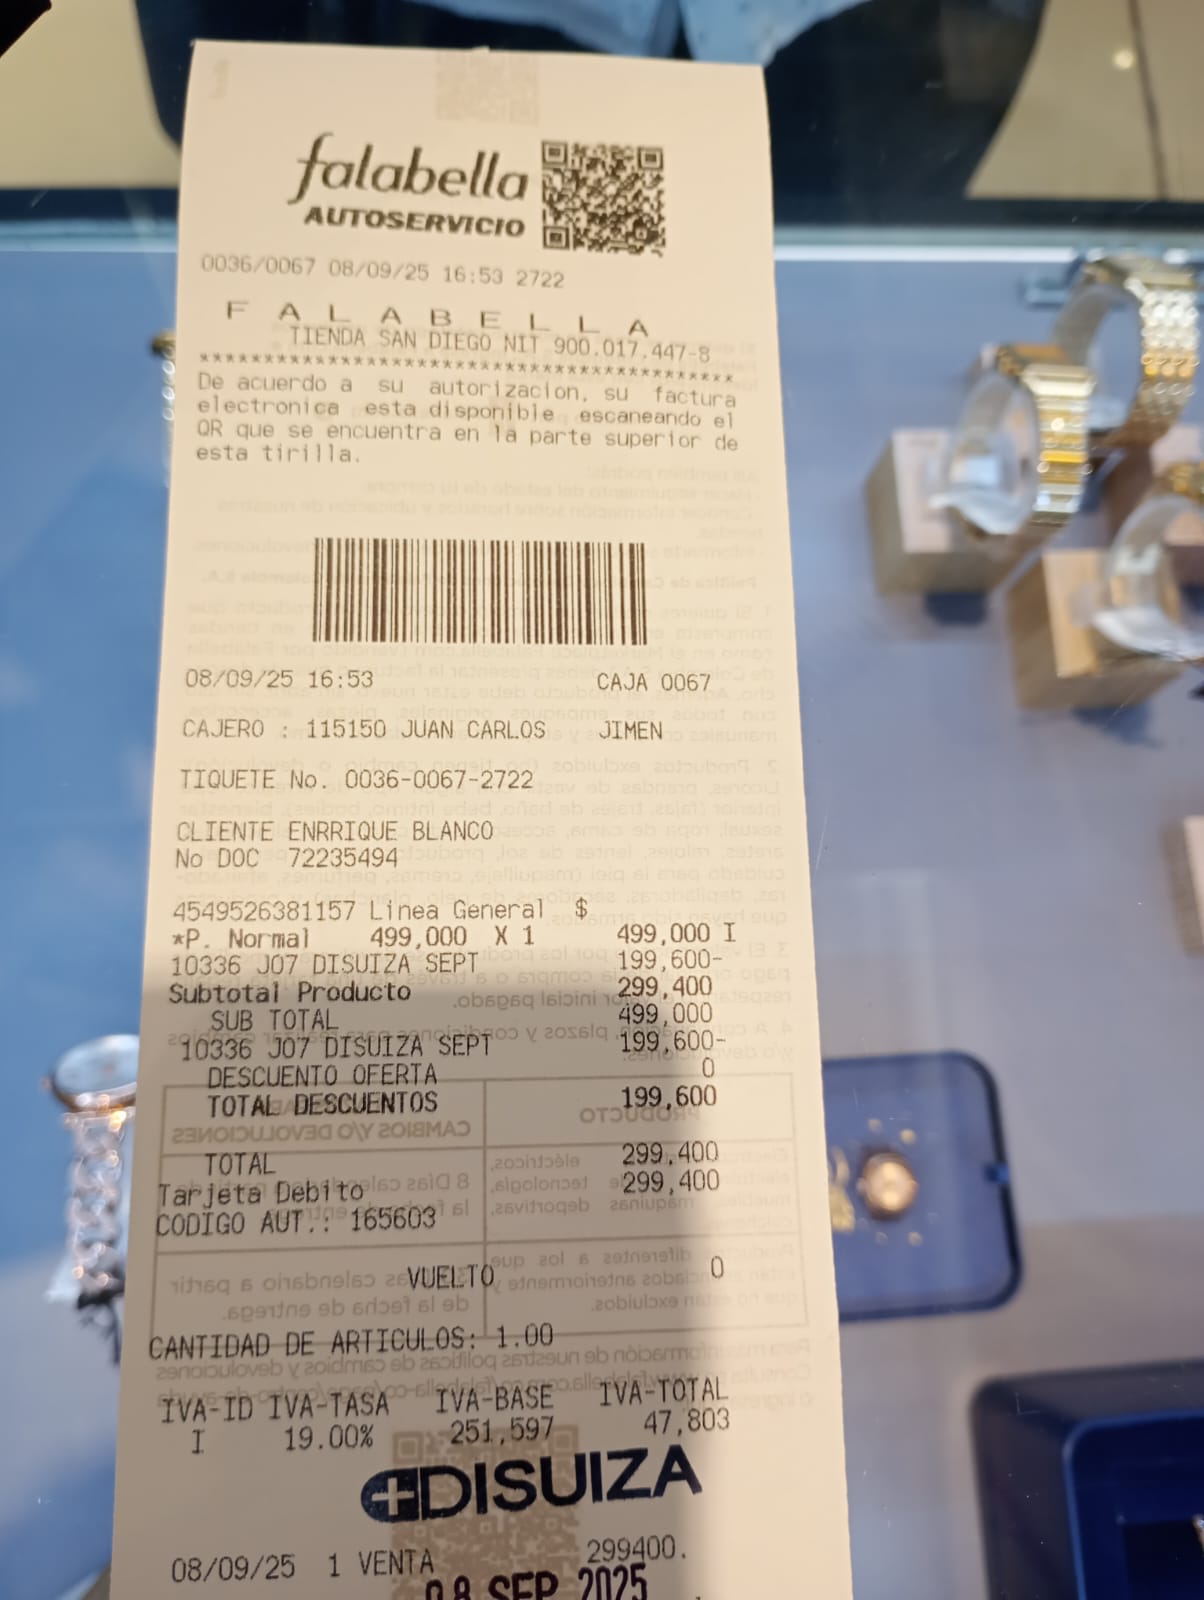 falabella
AUTOSERVICIO
0036/0067 08/09/25 16:53 2722
F A L A B E L L A
TIENDA SAN DIEGO NIT 900.017.447-8
******************************************
De acuerdo a su autorizacion, su factura
electronica esta disponible escaneando el
QR que se encuentra en la parte superior de
esta tirilla.
08/09/25 16:53 CAJA 0067
CAJERO : 115150 JUAN CARLOS JIMEN
TIQUETE No. 0036-0067-2722
CLIENTE ENRRIQUE BLANCO
No DOC 72235494
4549526381157 Linea General $
*P. Normal 499,000 X 1 499,000 I
10336 J07 DISUIZA SEPT 199,600-
Subtotal Producto 299,400
SUB TOTAL 499,000
10336 J07 DISUIZA SEPT 199,600-
DESCUENTO OFERTA 0
TOTAL DESCUENTOS 199,600
TOTAL 299,400
Tarjeta Debito 299,400
CODIGO AUT.: 165603
VUELTO 0
CANTIDAD DE ARTICULOS: 1.00
IVA-ID IVA-TASA IVA-BASE IVA-TOTAL
I 19.00% 251,597 47,803
DISUIZA
08/09/25 1 VENTA 299400.
08 SEP 2025